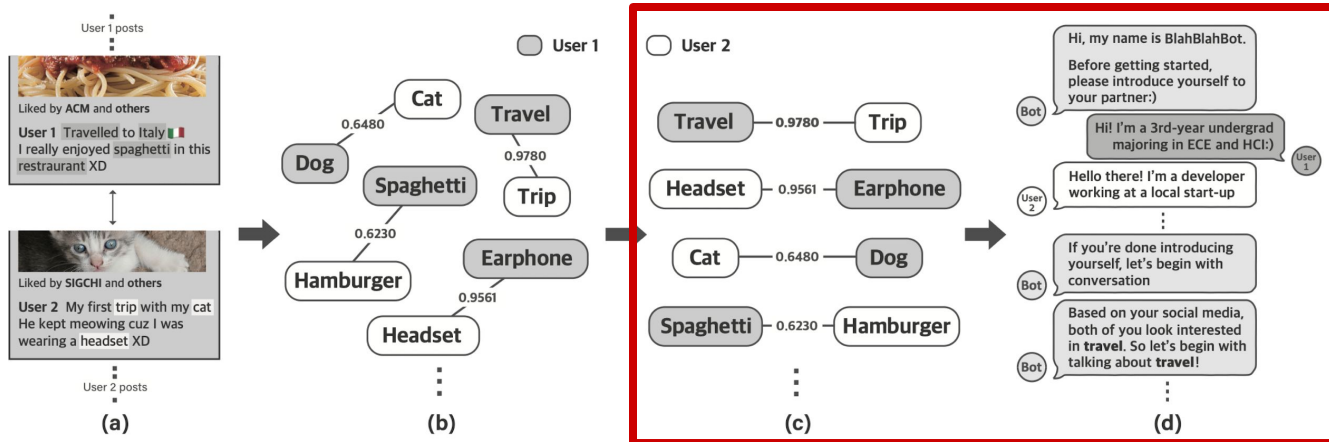 User 1 posts
Liked by ACM and others
User 1 Travelled to Italy 🇮🇹
I really enjoyed spaghetti in this
restraurant XD
Liked by SIGCHI and others
User 2 My first trip with my cat
He kept meowing cuz I was
wearing a headset XD
User 2 posts
(a)
User 1
Cat
0.6480
Dog
Travel
0.9780
Trip
Spaghetti
0.6230
Hamburger
Earphone
0.9561
Headset
(b)
User 2
Travel 0.9780 Trip
Headset 0.9561 Earphone
Cat 0.6480 Dog
Spaghetti 0.6230 Hamburger
(c)
Hi, my name is BlahBlahBot.
Before getting started,
please introduce yourself to
your partner:)
Bot
Hi! I'm a 3rd-year undergrad
majoring in ECE and HCI:)
User
1
Hello there! I'm a developer
working at a local start-up
User
2
If you're done introducing
yourself, let's begin with
conversation
Bot
Based on your social media,
both of you look interested
in travel. So let's begin with
talking about travel!
Bot
(d)